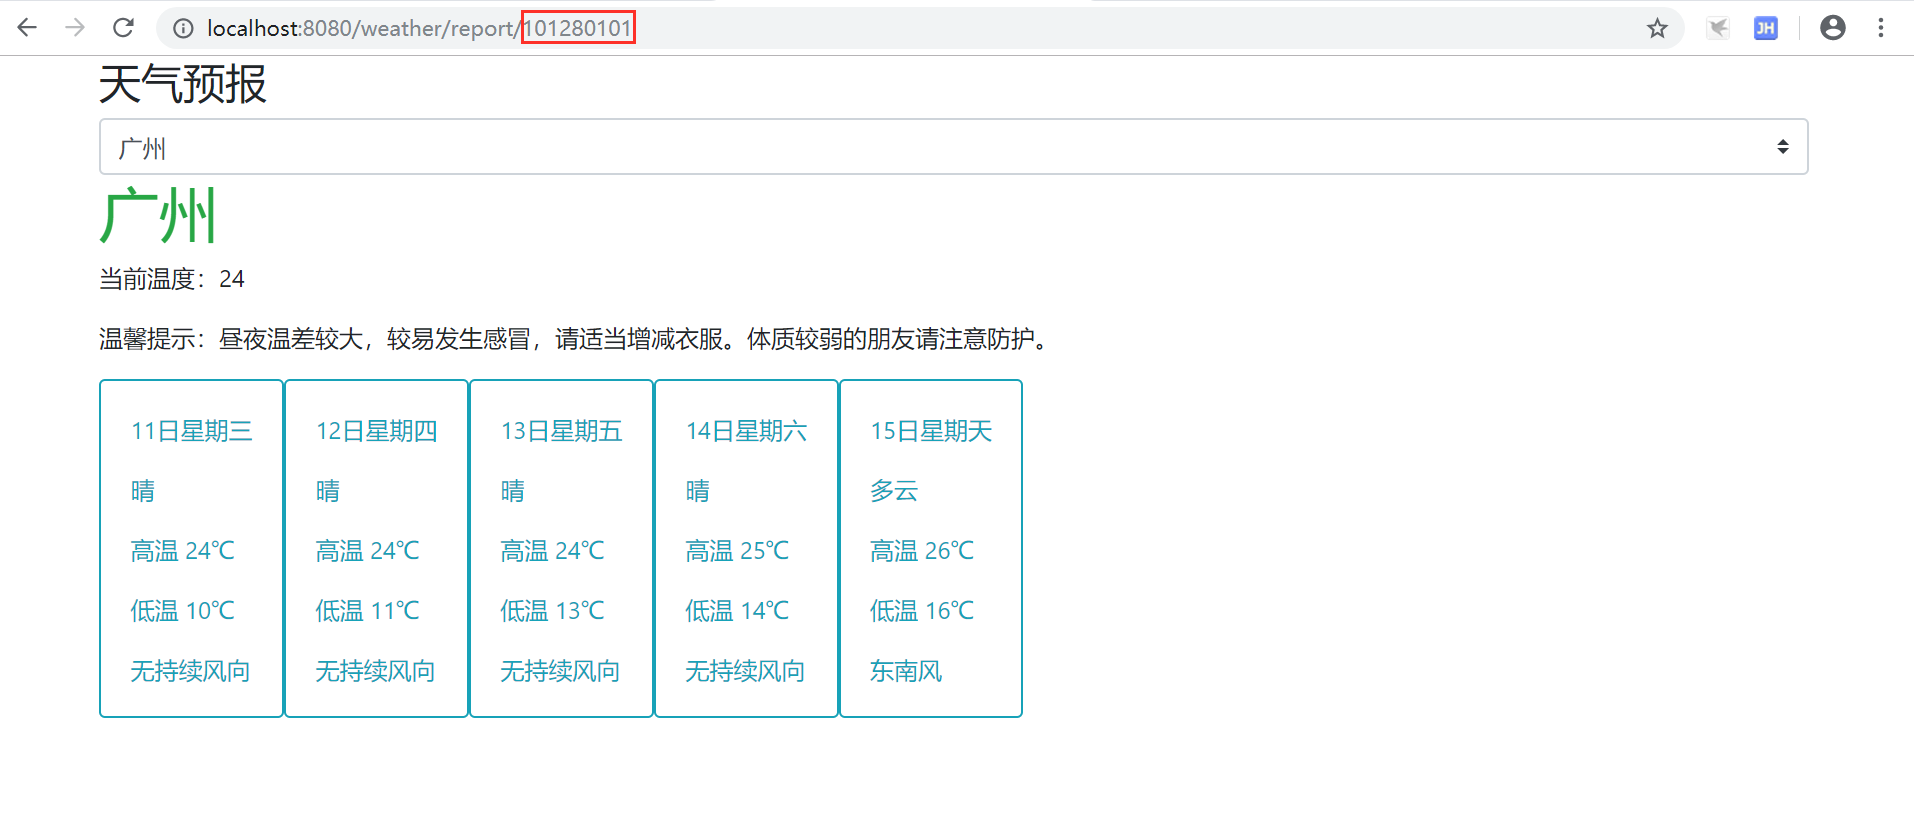 localhost:8080/weather/report/101280101
JH
天气预报
广州
广州
当前温度：24
温馨提示：昼夜温差较大，较易发生感冒，请适当增减衣服。体质较弱的朋友请注意防护。
11日星期三
晴
高温 24℃
低温 10℃
无持续风向
12日星期四
晴
高温 24℃
低温 11℃
无持续风向
13日星期五
晴
高温 24℃
低温 13℃
无持续风向
14日星期六
晴
高温 25℃
低温 14℃
无持续风向
15日星期天
多云
高温 26℃
低温 16℃
东南风